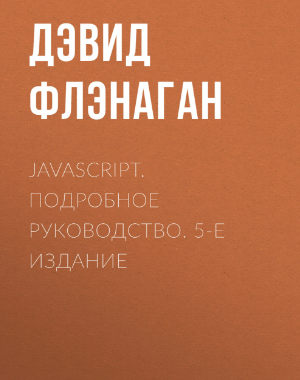 ДЭВИД
ФЛЭНАГАН
JAVASCRIPT.
ПОДРОБНОЕ
РУКОВОДСТВО. 5-Е
ИЗДАНИЕ